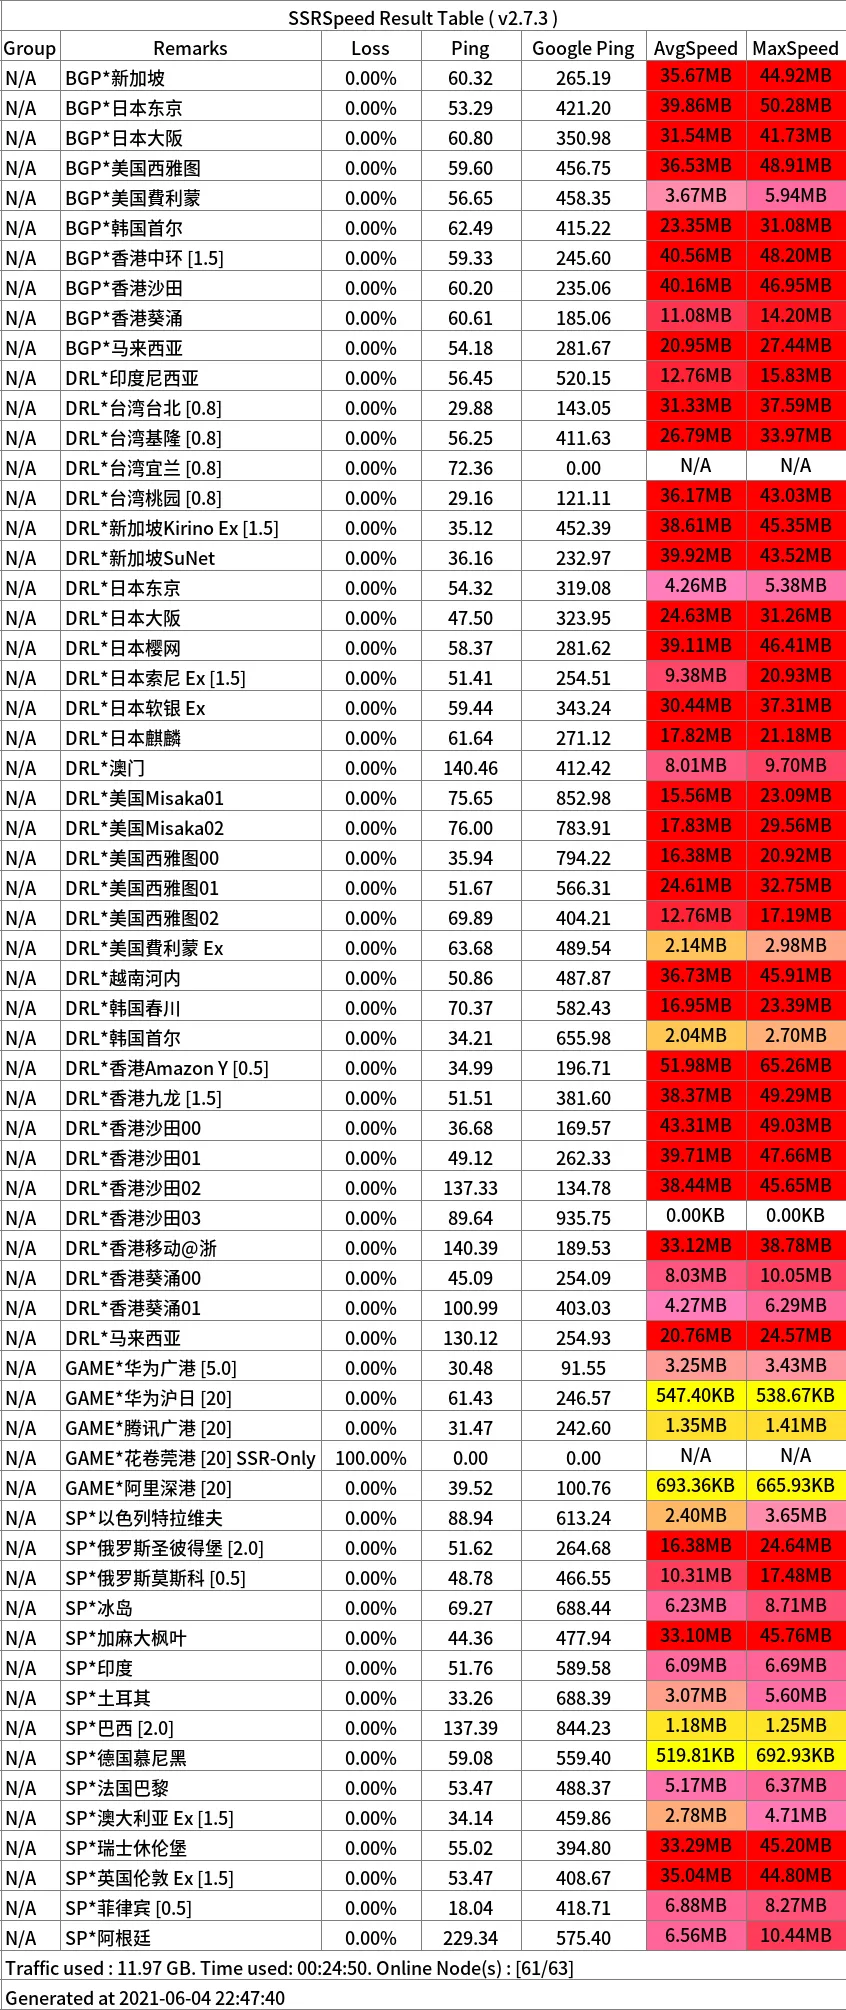 SSRSpeed Result Table ( v2.7.3 )
Group Remarks Loss Ping Google Ping AvgSpeed MaxSpeed
N/A BGP*新加坡 0.00% 60.32 265.19 35.67MB 44.92MB
N/A BGP*日本东京 0.00% 53.29 421.20 39.86MB 50.28MB
N/A BGP*日本大阪 0.00% 60.80 350.98 31.54MB 41.73MB
N/A BGP*美国西雅图 0.00% 59.60 456.75 36.53MB 48.91MB
N/A BGP*美国費利蒙 0.00% 56.65 458.35 3.67MB 5.94MB
N/A BGP*韩国首尔 0.00% 62.49 415.22 23.35MB 31.08MB
N/A BGP*香港中环 [1.5] 0.00% 59.33 245.60 40.56MB 48.20MB
N/A BGP*香港沙田 0.00% 60.20 235.06 40.16MB 46.95MB
N/A BGP*香港葵涌 0.00% 60.61 185.06 11.08MB 14.20MB
N/A BGP*马来西亚 0.00% 54.18 281.67 20.95MB 27.44MB
N/A DRL*印度尼西亚 0.00% 56.45 520.15 12.76MB 15.83MB
N/A DRL*台湾台北 [0.8] 0.00% 29.88 143.05 31.33MB 37.59MB
N/A DRL*台湾基隆 [0.8] 0.00% 56.25 411.63 26.79MB 33.97MB
N/A DRL*台湾宜兰 [0.8] 0.00% 72.36 0.00 N/A N/A
N/A DRL*台湾桃园 [0.8] 0.00% 29.16 121.11 36.17MB 43.03MB
N/A DRL*新加坡Kirino Ex [1.5] 0.00% 35.12 452.39 38.61MB 45.35MB
N/A DRL*新加坡SuNet 0.00% 36.16 232.97 39.92MB 43.52MB
N/A DRL*日本东京 0.00% 54.32 319.08 4.26MB 5.38MB
N/A DRL*日本大阪 0.00% 47.50 323.95 24.63MB 31.26MB
N/A DRL*日本樱网 0.00% 58.37 281.62 39.11MB 46.41MB
N/A DRL*日本索尼 Ex [1.5] 0.00% 51.41 254.51 9.38MB 20.93MB
N/A DRL*日本软银 Ex 0.00% 59.44 343.24 30.44MB 37.31MB
N/A DRL*日本麒麟 0.00% 61.64 271.12 17.82MB 21.18MB
N/A DRL*澳门 0.00% 140.46 412.42 8.01MB 9.70MB
N/A DRL*美国Misaka01 0.00% 75.65 852.98 15.56MB 23.09MB
N/A DRL*美国Misaka02 0.00% 76.00 783.91 17.83MB 29.56MB
N/A DRL*美国西雅图00 0.00% 35.94 794.22 16.38MB 20.92MB
N/A DRL*美国西雅图01 0.00% 51.67 566.31 24.61MB 32.75MB
N/A DRL*美国西雅图02 0.00% 69.89 404.21 12.76MB 17.19MB
N/A DRL*美国費利蒙 Ex 0.00% 63.68 489.54 2.14MB 2.98MB
N/A DRL*越南河内 0.00% 50.86 487.87 36.73MB 45.91MB
N/A DRL*韩国春川 0.00% 70.37 582.43 16.95MB 23.39MB
N/A DRL*韩国首尔 0.00% 34.21 655.98 2.04MB 2.70MB
N/A DRL*香港Amazon Y [0.5] 0.00% 34.99 196.71 51.98MB 65.26MB
N/A DRL*香港九龙 [1.5] 0.00% 51.51 381.60 38.37MB 49.29MB
N/A DRL*香港沙田00 0.00% 36.68 169.57 43.31MB 49.03MB
N/A DRL*香港沙田01 0.00% 49.12 262.33 39.71MB 47.66MB
N/A DRL*香港沙田02 0.00% 137.33 134.78 38.44MB 45.65MB
N/A DRL*香港沙田03 0.00% 89.64 935.75 0.00KB 0.00KB
N/A DRL*香港移动@浙 0.00% 140.39 189.53 33.12MB 38.78MB
N/A DRL*香港葵涌00 0.00% 45.09 254.09 8.03MB 10.05MB
N/A DRL*香港葵涌01 0.00% 100.99 403.03 4.27MB 6.29MB
N/A DRL*马来西亚 0.00% 130.12 254.93 20.76MB 24.57MB
N/A GAME*华为广港 [5.0] 0.00% 30.48 91.55 3.25MB 3.43MB
N/A GAME*华为沪日 [20] 0.00% 61.43 246.57 547.40KB 538.67KB
N/A GAME*腾讯广港 [20] 0.00% 31.47 242.60 1.35MB 1.41MB
N/A GAME*花卷莞港 [20] SSR-Only 100.00% 0.00 0.00 N/A N/A
N/A GAME*阿里深港 [20] 0.00% 39.52 100.76 693.36KB 665.93KB
N/A SP*以色列特拉维夫 0.00% 88.94 613.24 2.40MB 3.65MB
N/A SP*俄罗斯圣彼得堡 [2.0] 0.00% 51.62 264.68 16.38MB 24.64MB
N/A SP*俄罗斯莫斯科 [0.5] 0.00% 48.78 466.55 10.31MB 17.48MB
N/A SP*冰岛 0.00% 69.27 688.44 6.23MB 8.71MB
N/A SP*加麻大枫叶 0.00% 44.36 477.94 33.10MB 45.76MB
N/A SP*印度 0.00% 51.76 589.58 6.09MB 6.69MB
N/A SP*土耳其 0.00% 33.26 688.39 3.07MB 5.60MB
N/A SP*巴西 [2.0] 0.00% 137.39 844.23 1.18MB 1.25MB
N/A SP*德国慕尼黑 0.00% 59.08 559.40 519.81KB 692.93KB
N/A SP*法国巴黎 0.00% 53.47 488.37 5.17MB 6.37MB
N/A SP*澳大利亚 Ex [1.5] 0.00% 34.14 459.86 2.78MB 4.71MB
N/A SP*瑞士休伦堡 0.00% 55.02 394.80 33.29MB 45.20MB
N/A SP*英国伦敦 Ex [1.5] 0.00% 53.47 408.67 35.04MB 44.80MB
N/A SP*菲律宾 [0.5] 0.00% 18.04 418.71 6.88MB 8.27MB
N/A SP*阿根廷 0.00% 229.34 575.40 6.56MB 10.44MB
Traffic used : 11.97 GB. Time used: 00:24:50. Online Node(s) : [61/63]
Generated at 2021-06-04 22:47:40